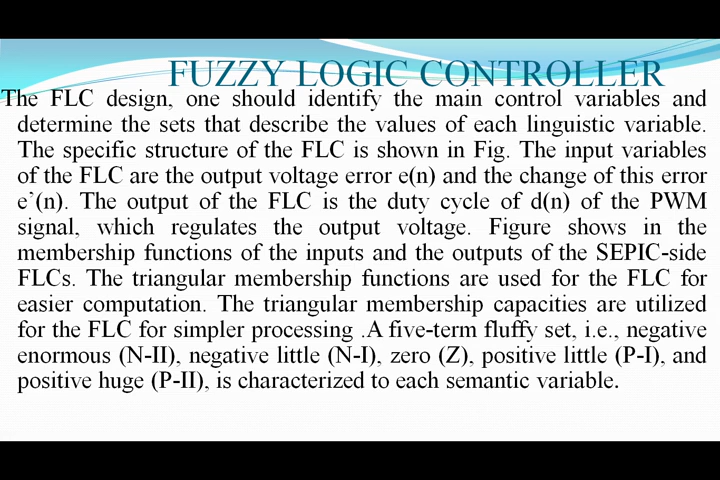 FUZZY LOGIC CONTROLLER
The FLC design, one should identify the main control variables and
determine the sets that describe the values of each linguistic variable.
The specific structure of the FLC is shown in Fig. The input variables
of the FLC are the output voltage error e(n) and the change of this error
e`(n). The output of the FLC is the duty cycle of d(n) of the PWM
signal, which regulates the output voltage. Figure shows in the
membership functions of the inputs and the outputs of the SEPIC-side
FLCs. The triangular membership functions are used for the FLC for
easier computation. The triangular membership capacities are utilized
for the FLC for simpler processing .A five-term fluffy set, i.e., negative
enormous (N-II), negative little (N-I), zero (Z), positive little (P-I), and
positive huge (P-II), is characterized to each semantic variable.